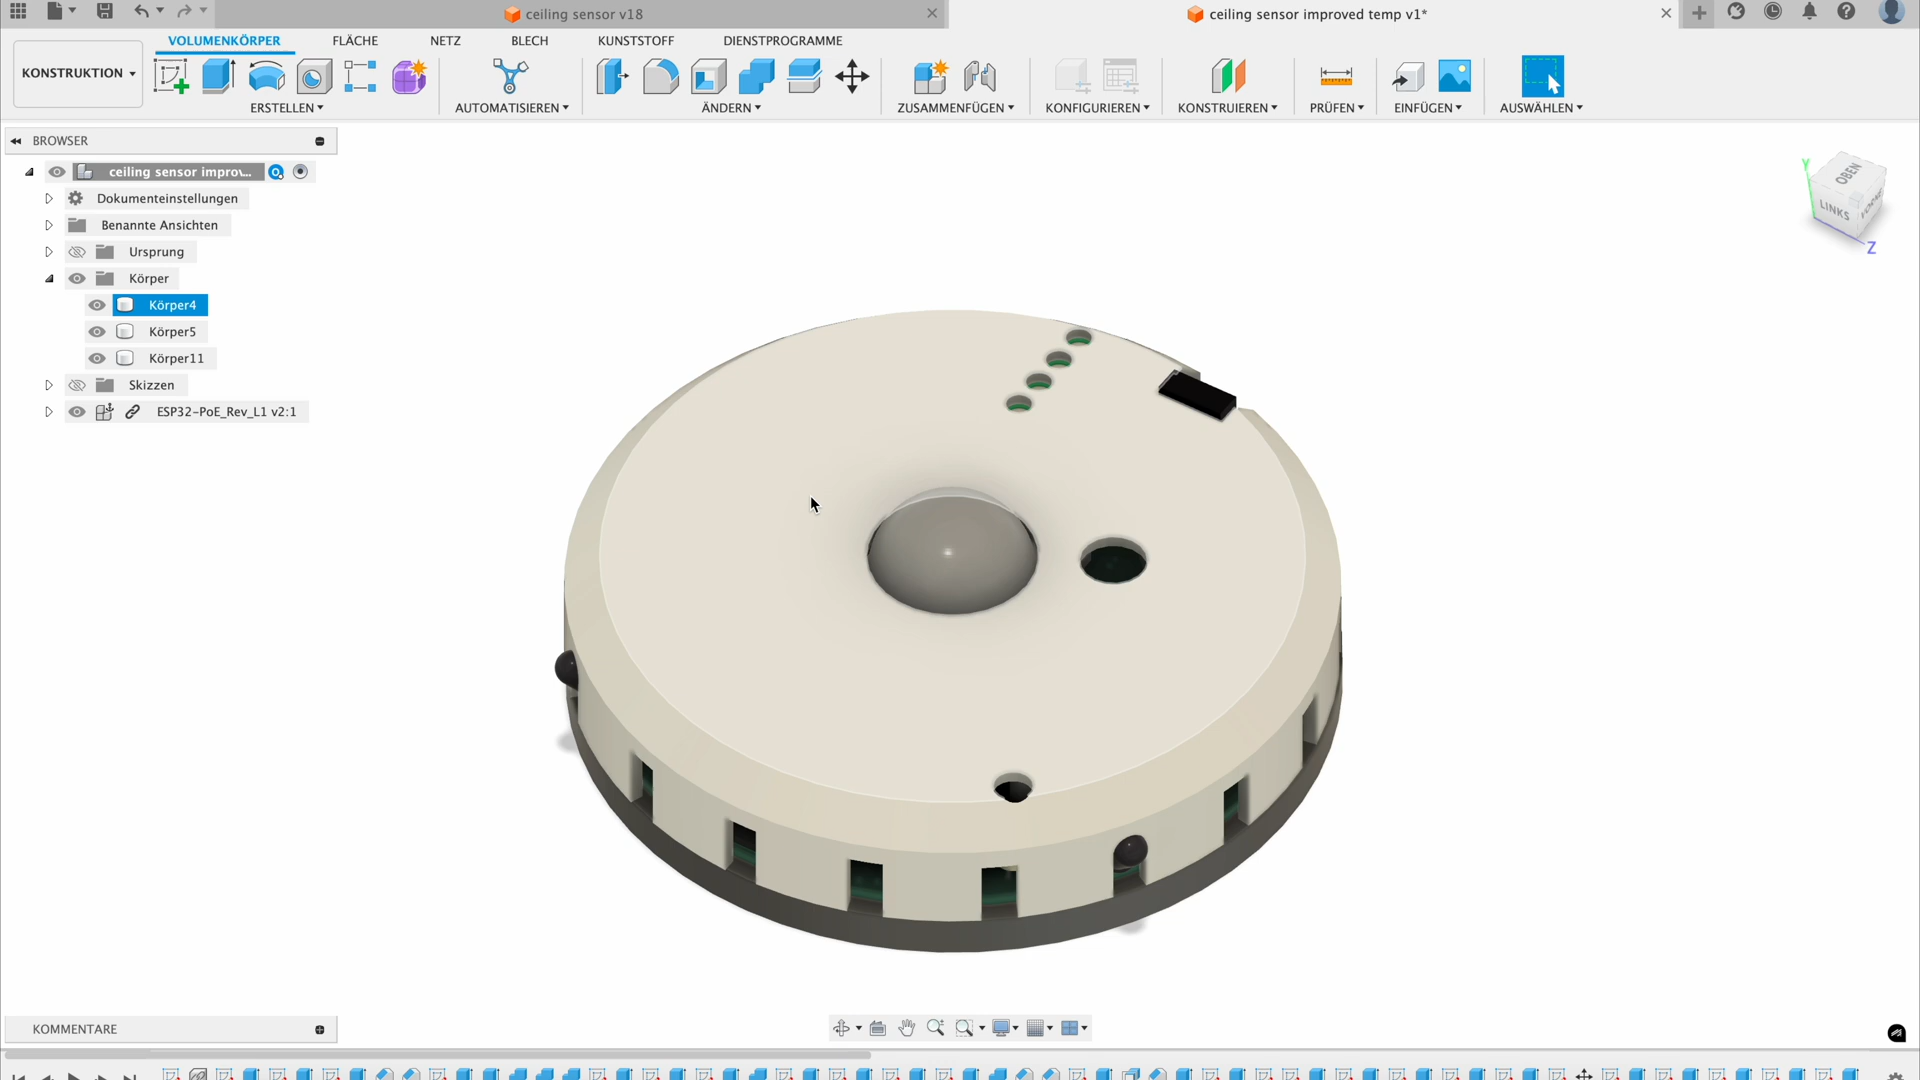 ceiling sensor v18
ceiling sensor improved temp v1*
VOLUMENKÖRPER
FLÄCHE
NETZ
BLECH
KUNSTSTOFF
DIENSTPROGRAMME
KONSTRUKTION
ERSTELLEN
AUTOMATISIEREN
ÄNDERN
ZUSAMMENFÜGEN
KONFIGURIEREN
KONSTRUIEREN
PRÜFEN
EINFÜGEN
AUSWÄHLEN
BROWSER
ceiling sensor improv...
Dokumenteinstellungen
Benannte Ansichten
Ursprung
Körper
Körper4
Körper5
Körper11
Skizzen
ESP32-PoE_Rev_L1 v2:1
Y
OBEN
LINKS
VORNE
Z
KOMMENTARE